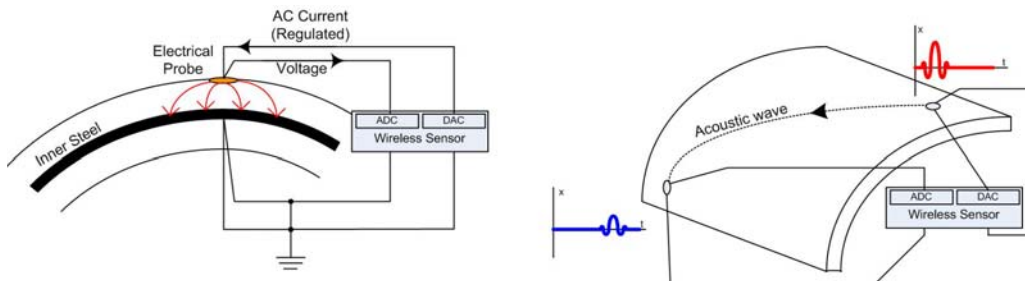 AC Current
(Regulated)
Electrical
Probe
Voltage
Inner Steel
ADC
DAC
Wireless Sensor
x
t
Acoustic wave
x
t
ADC
DAC
Wireless Sensor